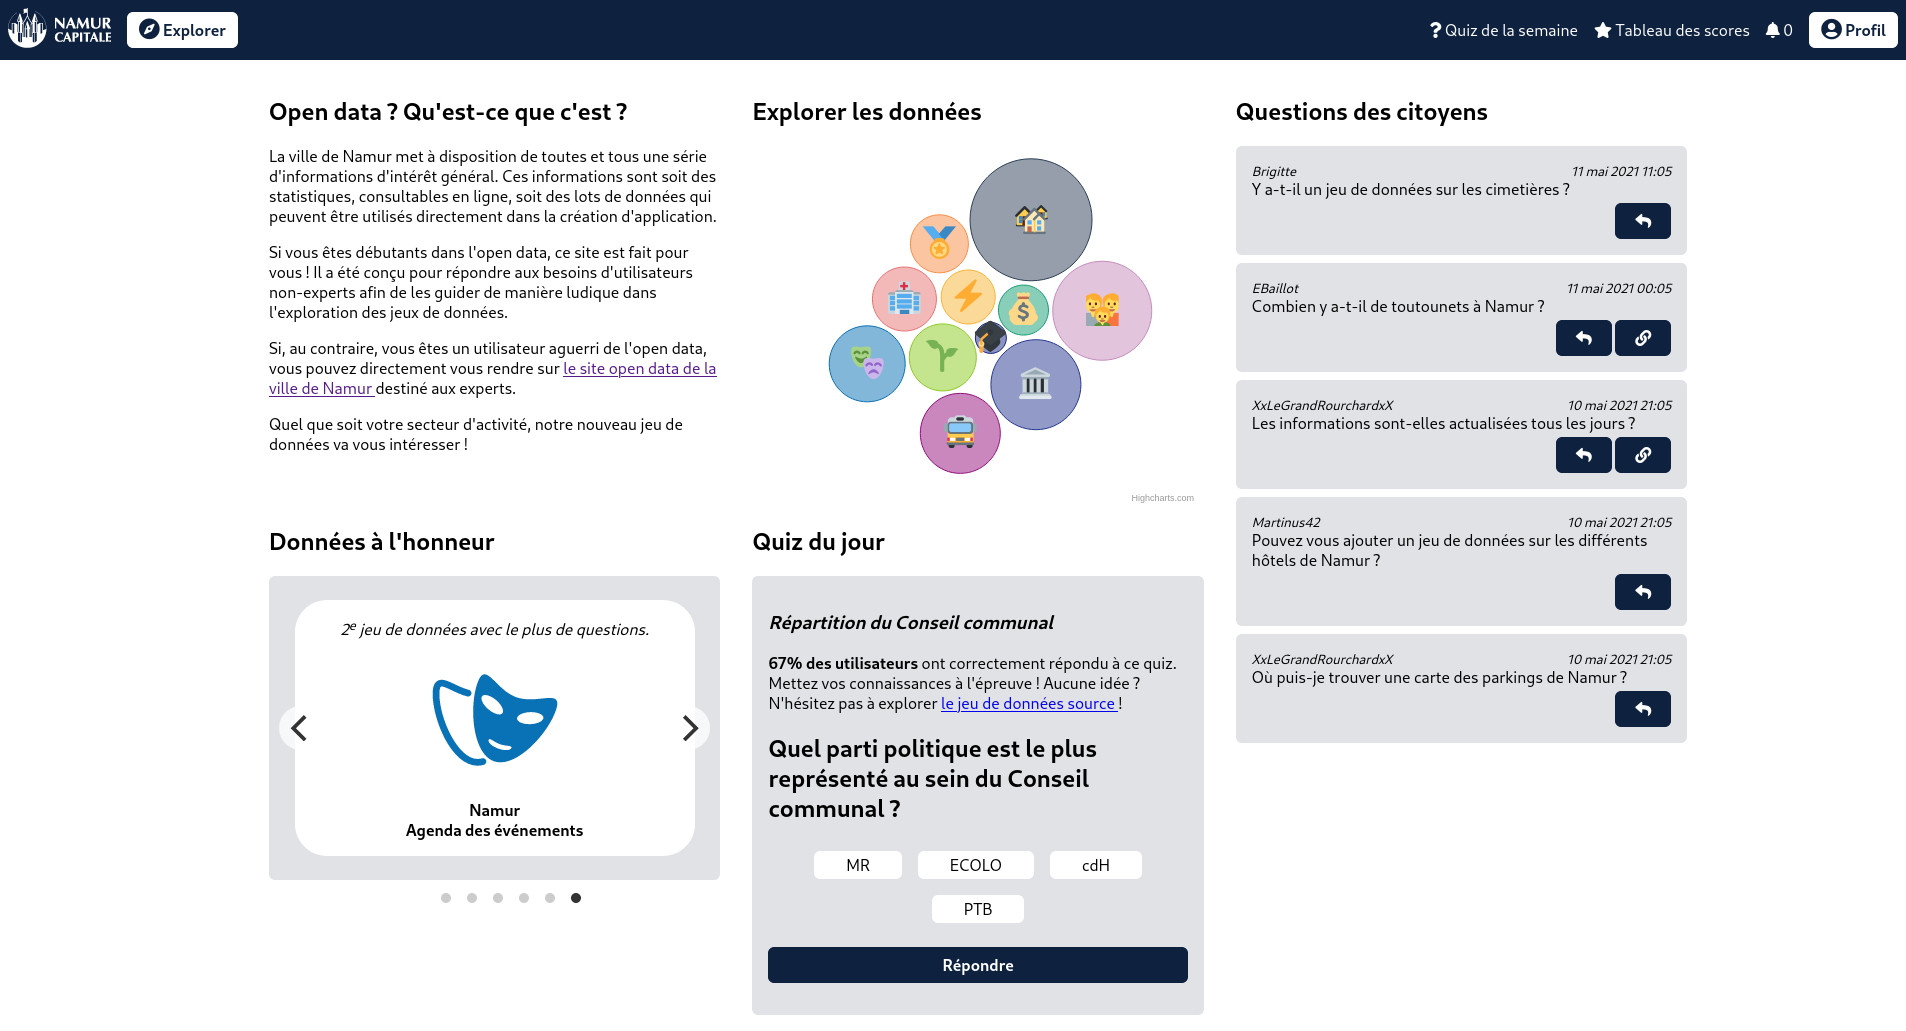 NAMUR
CAPITALE
Explorer
Quiz de la semaine
Tableau des scores
0
Profil
Open data ? Qu'est-ce que c'est ?
La ville de Namur met à disposition de toutes et tous une série
d'informations d'intérêt général. Ces informations sont soit des
statistiques, consultables en ligne, soit des lots de données qui
peuvent être utilisés directement dans la création d'application.
Si vous êtes débutants dans l'open data, ce site est fait pour
vous ! Il a été conçu pour répondre aux besoins d'utilisateurs
non-experts afin de les guider de manière ludique dans
l'exploration des jeux de données.
Si, au contraire, vous êtes un utilisateur aguerri de l'open data,
vous pouvez directement vous rendre sur le site open data de la
ville de Namur destiné aux experts.
Quel que soit votre secteur d'activité, notre nouveau jeu de
données va vous intéresser !
Explorer les données
Highcharts.com
Questions des citoyens
Brigitte 11 mai 2021 11:05
Y a-t-il un jeu de données sur les cimetières ?
EBaillot 11 mai 2021 00:05
Combien y a-t-il de toutounets à Namur ?
XxLeGrandRourchardxX 10 mai 2021 21:05
Les informations sont-elles actualisées tous les jours ?
Martinus42 10 mai 2021 21:05
Pouvez vous ajouter un jeu de données sur les différents
hôtels de Namur ?
XxLeGrandRourchardxX 10 mai 2021 21:05
Où puis-je trouver une carte des parkings de Namur ?
Données à l'honneur
2e jeu de données avec le plus de questions.
Namur
Agenda des événements
Quiz du jour
Répartition du Conseil communal
67% des utilisateurs ont correctement répondu à ce quiz.
Mettez vos connaissances à l'épreuve ! Aucune idée ?
N'hésitez pas à explorer le jeu de données source !
Quel parti politique est le plus
représenté au sein du Conseil
communal ?
MR ECOLO cdH
PTB
Répondre